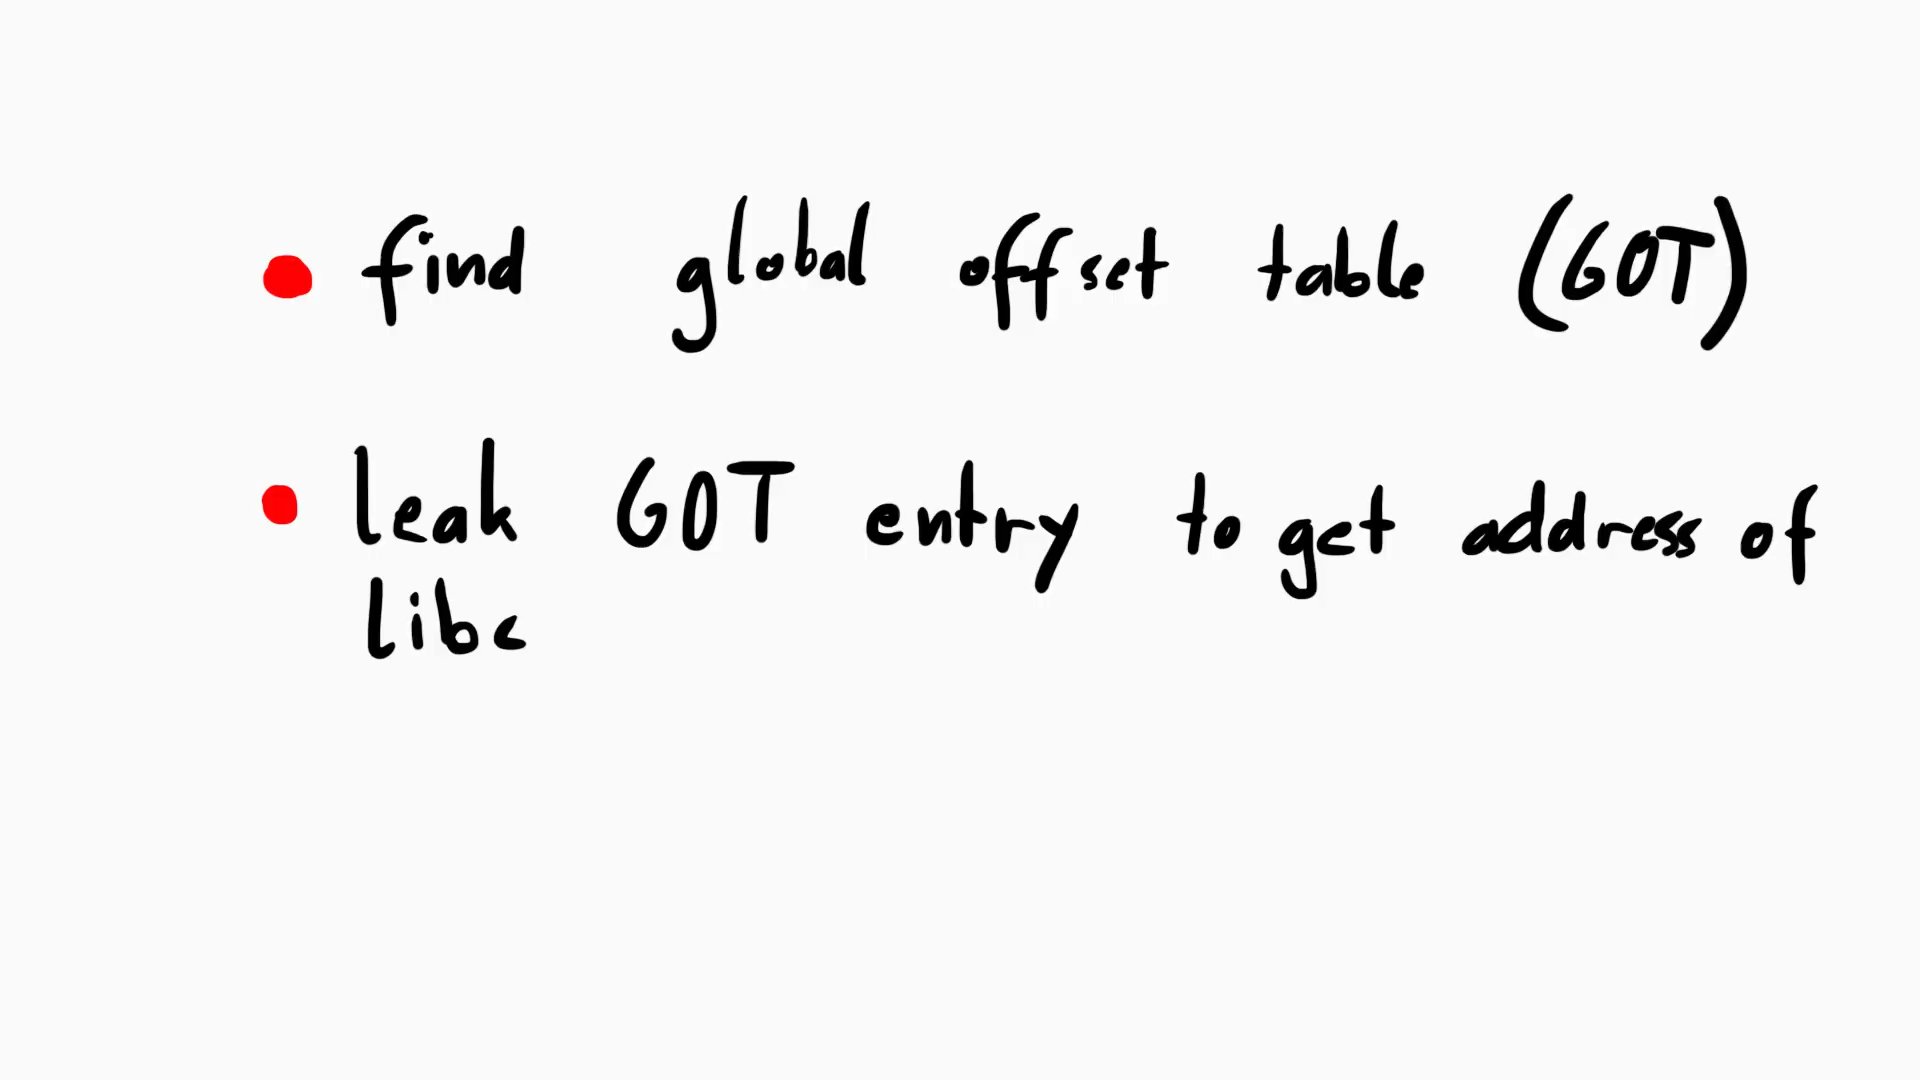 • find global offset table (GOT)
• leak GOT entry to get address of
libc